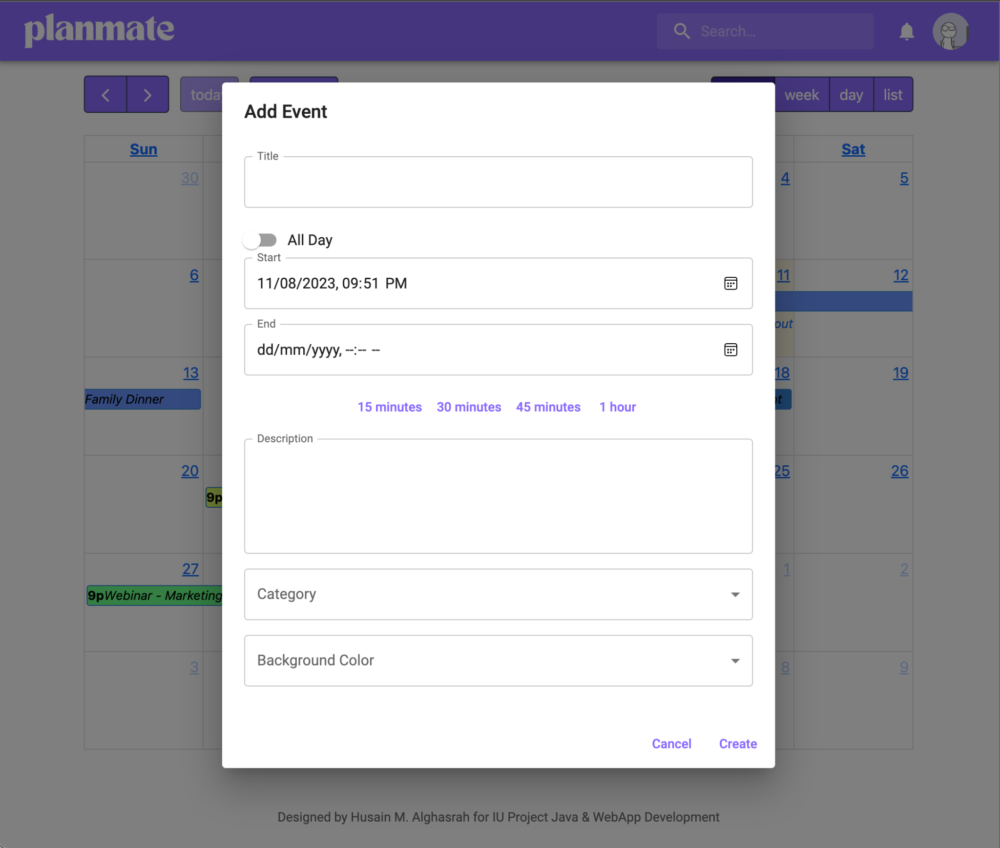 planmate
Search...
today
week
day
list
Add Event
Title
All Day
Start
11/08/2023, 09:51 PM
End
dd/mm/yyyy, --:-- --
15 minutes
30 minutes
45 minutes
1 hour
Description
Category
Background Color
Cancel
Create
Sun
Sat
30
4
5
6
11
12
out
13
Family Dinner
18
19
20
9p
25
26
27
9pWebinar - Marketing
1
2
3
8
9
Designed by Husain M. Alghasrah for IU Project Java & WebApp Development